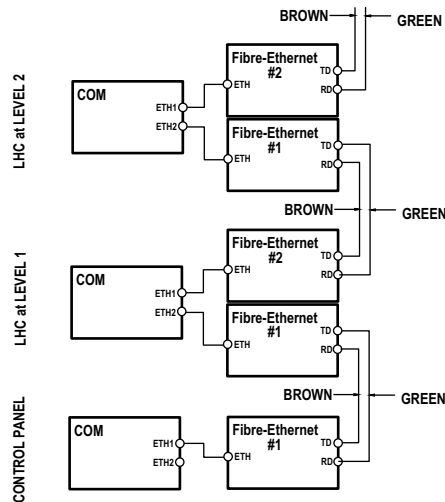 BROWN
GREEN
LHC at LEVEL 2
COM
ETH1
ETH2
Fibre-Ethernet
#2
TD
ETH
RD
Fibre-Ethernet
#1
TD
ETH
RD
BROWN
GREEN
LHC at LEVEL 1
COM
ETH1
ETH2
Fibre-Ethernet
#2
TD
ETH
RD
Fibre-Ethernet
#1
TD
ETH
RD
BROWN
GREEN
CONTROL PANEL
COM
ETH1
ETH2
Fibre-Ethernet
#1
TD
ETH
RD